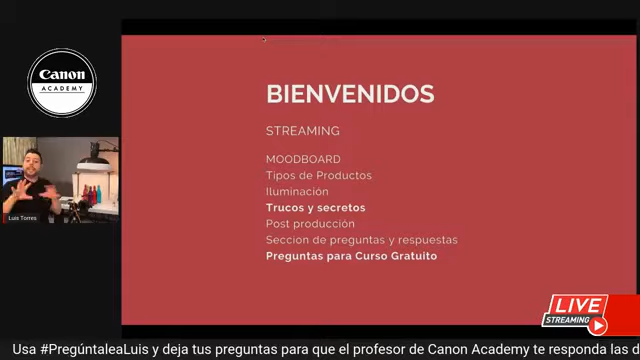 Canon
ACADEMY
BIENVENIDOS
STREAMING
MOODBOARD
Tipos de Productos
Iluminación
Trucos y secretos
Post producción
Seccion de preguntas y respuestas
Preguntas para Curso Gratuito
Luis Torres
LIVE
STREAMING
Usa #PregúntaleaLuis y deja tus preguntas para que el profesor de Canon Academy te responda las d